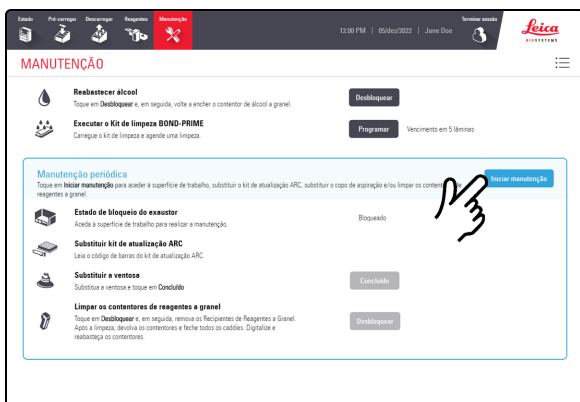 Estado Pré-carregar Descarregar Reagentes Manutenção
12:00 PM | 05/dez/2022 | Jane Doe
Terminar sessão
Leica
BIOSYSTEMS
MANUTENÇÃO
Reabastecer álcool
Toque em Desbloquear e, em seguida, volte a encher o contentor de álcool a granel.
Desbloquear
Executar o Kit de limpeza BOND-PRIME
Carregue o kit de limpeza e agende uma limpeza.
Programar
Vencimento em 5 lâminas
Manutenção periódica
Toque em Iniciar manutenção para aceder à superfície de trabalho, substituir o kit de atualização ARC, substituir o copo de aspiração e/ou limpar os de
reagentes a granel.
Iniciar manutenção
Estado de bloqueio do exaustor
Aceda à superfície de trabalho para realizar a manutenção.
Bloqueado
Substituir kit de atualização ARC
Leia o código de barras do kit de atualização ARC.
Substituir a ventosa
Substitua a ventosa e toque em Concluído
Concluído
Limpar os contentores de reagentes a granel
Toque em Desbloquear e, em seguida, remova os Recipientes de Reagentes a Granel.
Após a limpeza, devolva os contentores e feche todos os caddies. Digitalize e
reabasteça os contentores.
Desbloquear